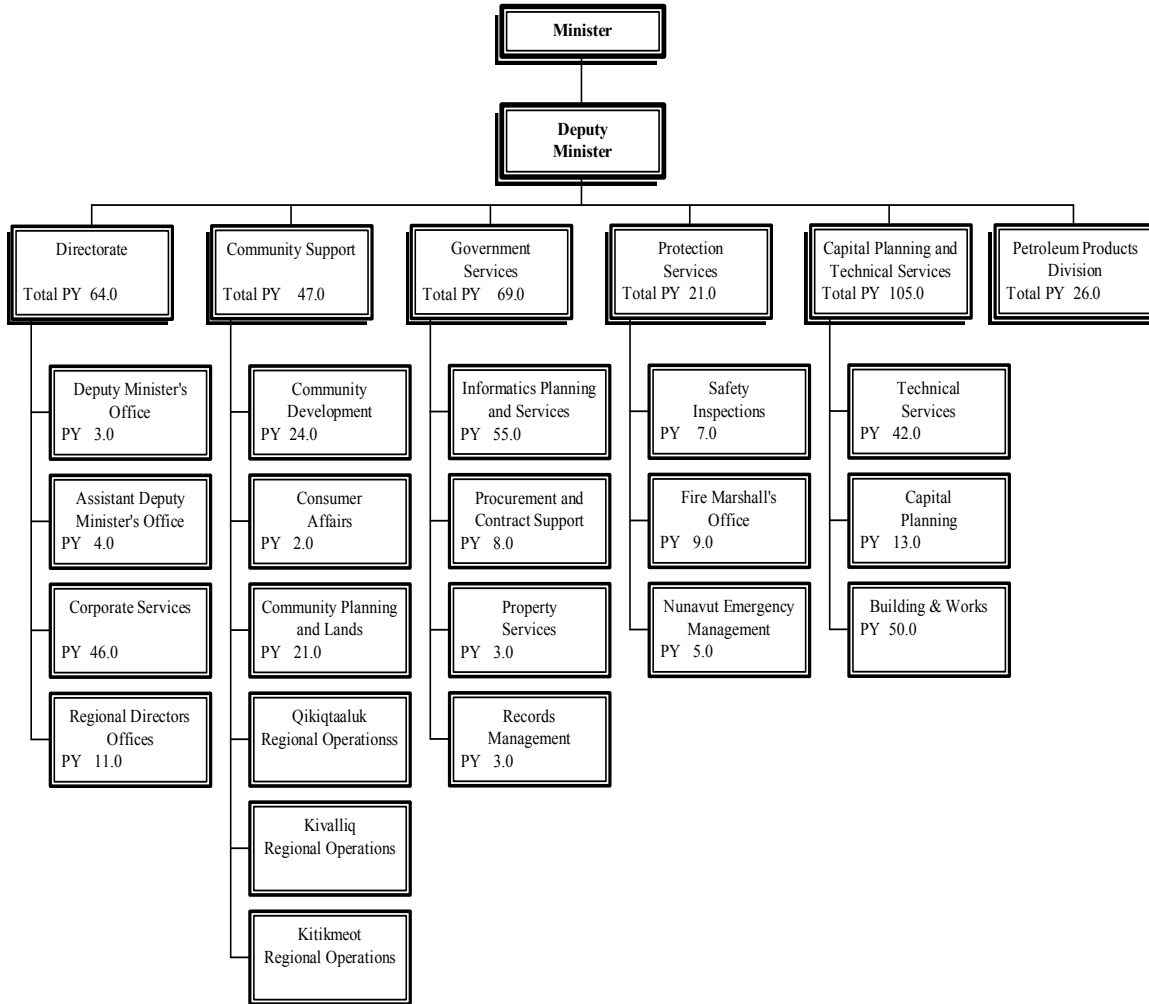 Minister
Deputy
Minister
Directorate
Total PY 64.0
Community Support
Total PY 47.0
Government
Services
Total PY 69.0
Protection
Services
Total PY 21.0
Capital Planning and
Technical Services
Total PY 105.0
Petroleum Products
Division
Total PY 26.0
Deputy Minister's
Office
PY 3.0
Assistant Deputy
Minister's Office
PY 4.0
Corporate Services
PY 46.0
Regional Directors
Offices
PY 11.0
Community
Development
PY 24.0
Consumer
Affairs
PY 2.0
Community Planning
and Lands
PY 21.0
Qikiqtaaluk
Regional Operationss
Kivalliq
Regional Operations
Kitikmeot
Regional Operations
Informatics Planning
and Services
PY 55.0
Procurement and
Contract Support
PY 8.0
Property
Services
PY 3.0
Records
Management
PY 3.0
Safety
Inspections
PY 7.0
Fire Marshall's
Office
PY 9.0
Nunavut Emergency
Management
PY 5.0
Technical
Services
PY 42.0
Capital
Planning
PY 13.0
Building & Works
PY 50.0